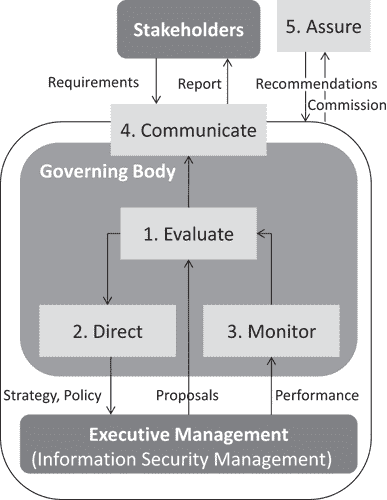 Stakeholders
5. Assure
Requirements
Report
Recommendations
Commission
4. Communicate
Governing Body
1. Evaluate
2. Direct
3. Monitor
Strategy, Policy
Proposals
Performance
Executive Management
(Information Security Management)